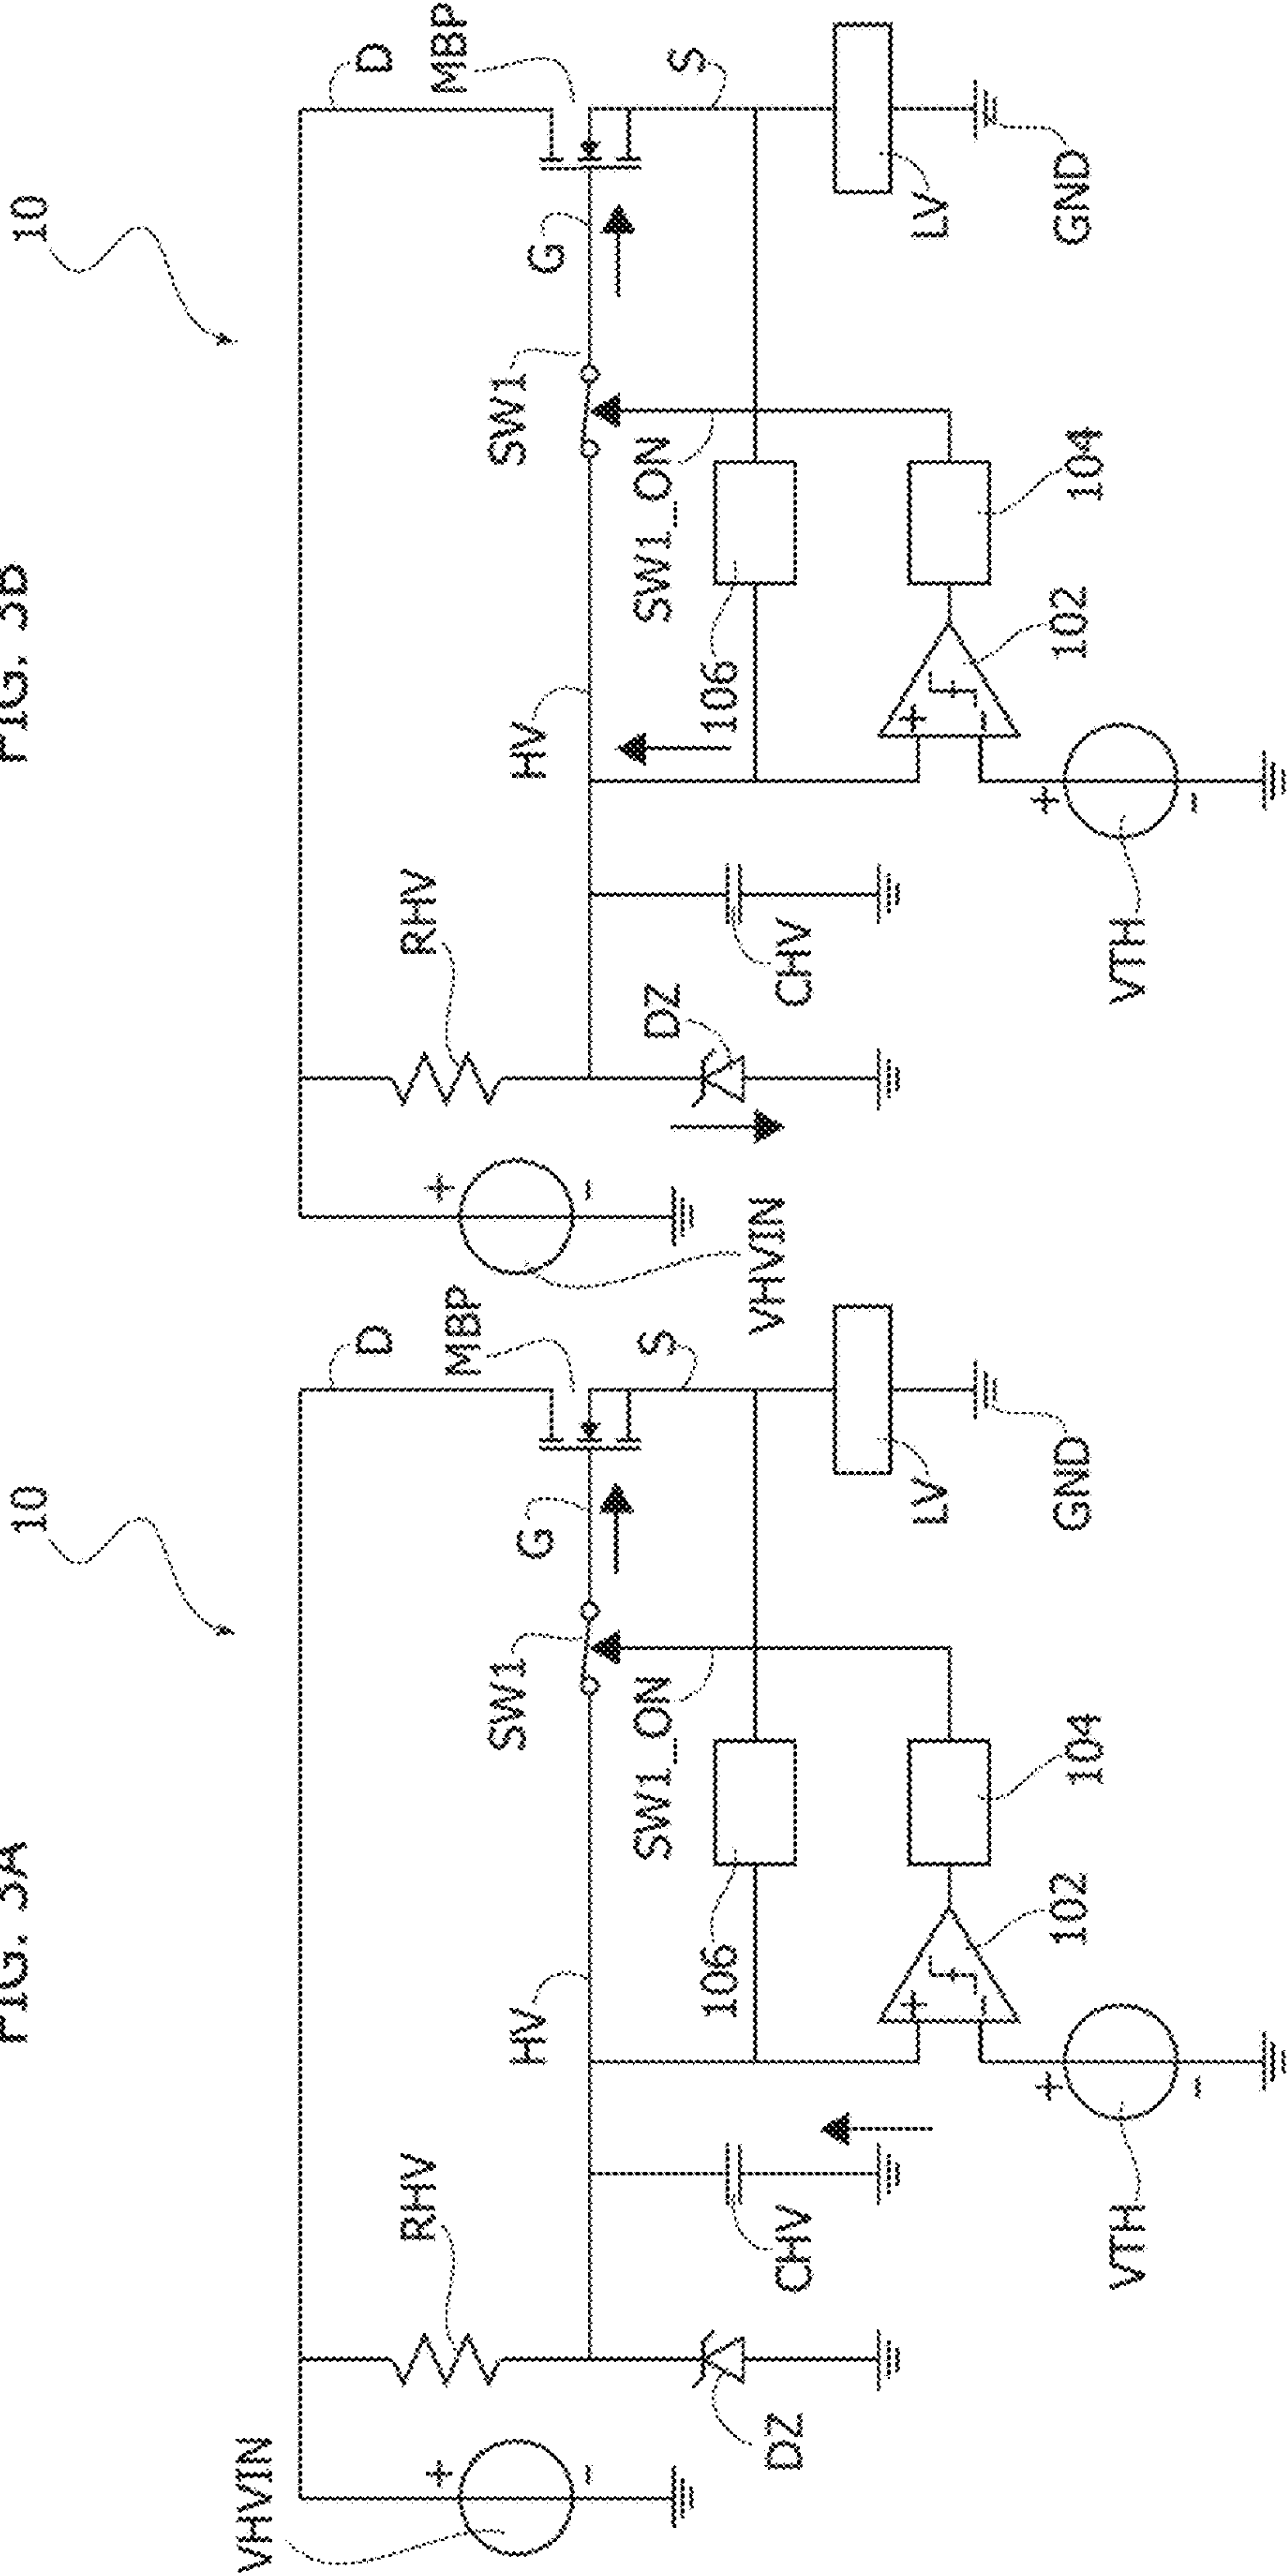 FIG. 3A
10
VHVIN
+
-
RHV
DZ
CHV
HV
SW1
G
D
MBP
S
SW1_ON
106
LV
GND
104
102
+
-
VTH
+
-
FIG. 3B
10
VHVIN
+
-
RHV
DZ
CHV
HV
SW1
G
D
MBP
S
SW1_ON
106
LV
GND
104
102
+
-
VTH
+
-